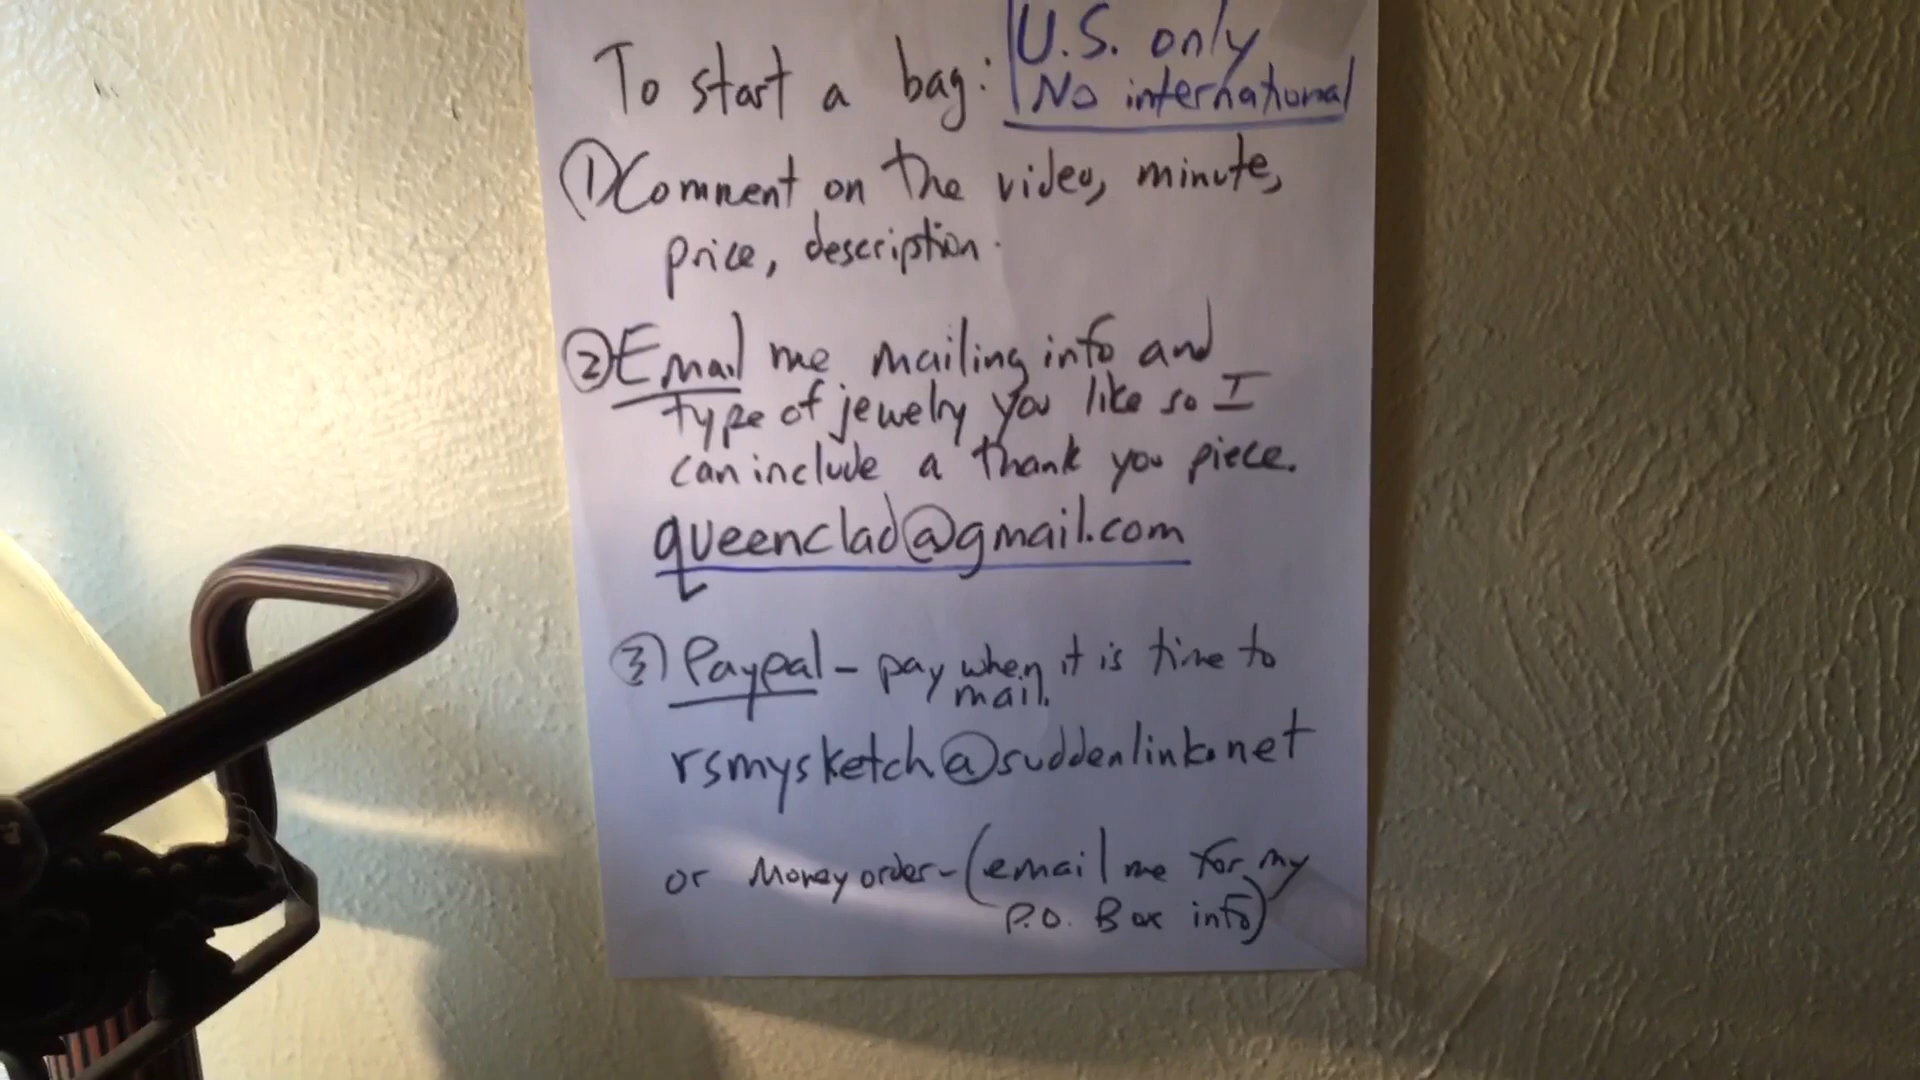 To start a bag: U.S. only
No international
① Comment on the video, minute,
price, description.
② Email me mailing info and
type of jewelry you like so I
can include a thank you piece.
queenclad@gmail.com
③ Paypal - pay when it is time to
mail.
rsmysketch@suddenlink.net
or Money order - (email me for my
P.O. Box info)